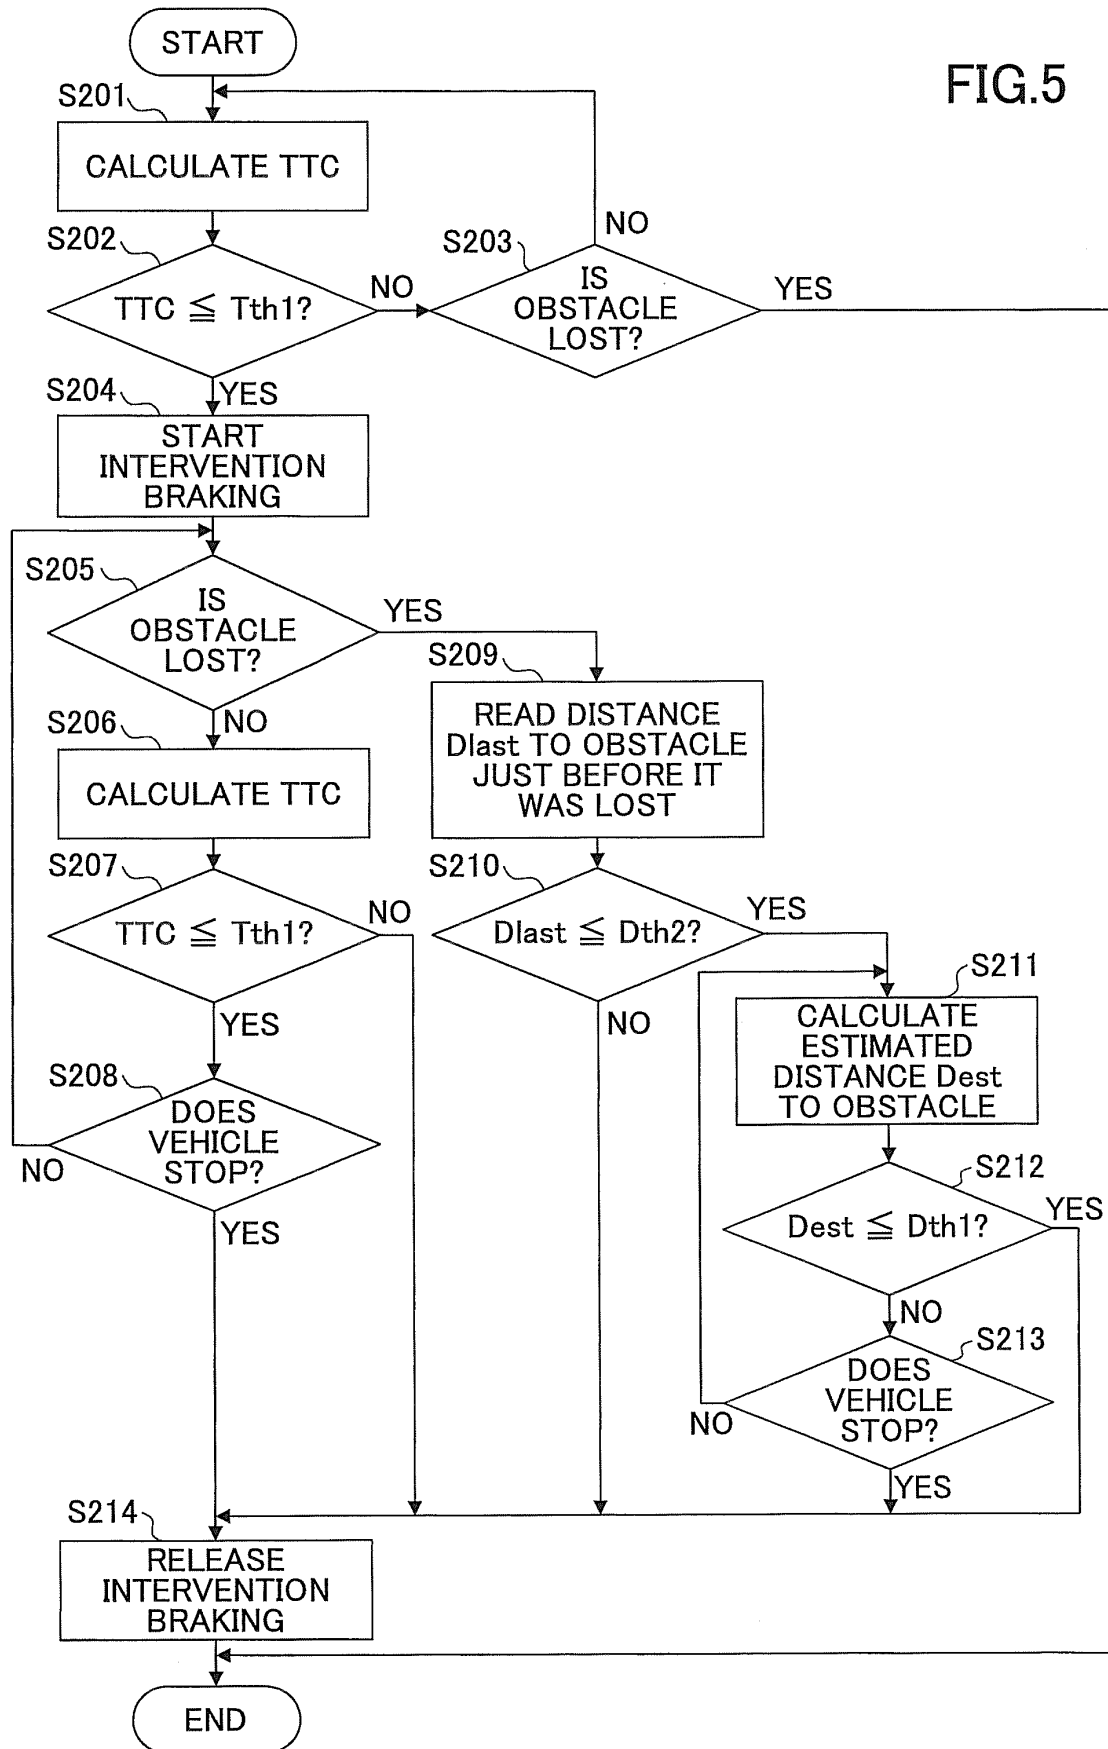 START
FIG.5
S201
CALCULATE TTC
S202
TTC ≦ Tth1?
NO
S203
IS
OBSTACLE
LOST?
NO
YES
YES
S204
START
INTERVENTION
BRAKING
S205
IS
OBSTACLE
LOST?
YES
NO
S206
CALCULATE TTC
S207
TTC ≦ Tth1?
NO
YES
S208
DOES
VEHICLE
STOP?
NO
YES
S209
READ DISTANCE
Dlast TO OBSTACLE
JUST BEFORE IT
WAS LOST
S210
Dlast ≦ Dth2?
YES
NO
S211
CALCULATE
ESTIMATED
DISTANCE Dest
TO OBSTACLE
S212
Dest ≦ Dth1?
YES
NO
S213
DOES
VEHICLE
STOP?
NO
YES
S214
RELEASE
INTERVENTION
BRAKING
END